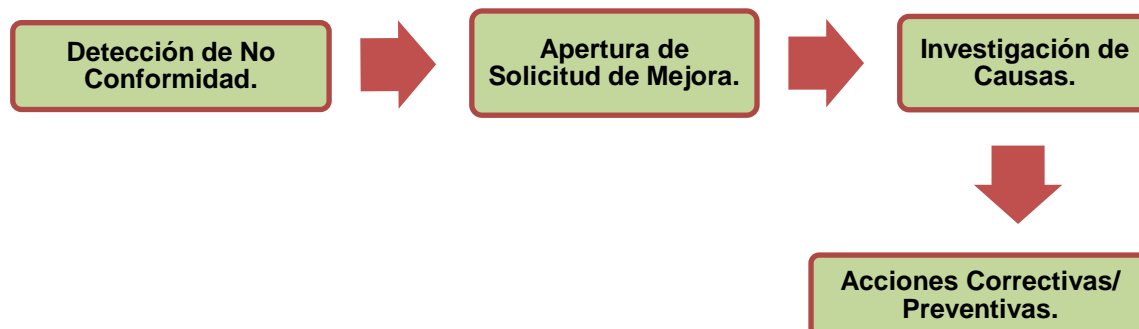 Detección de No
Conformidad.
Apertura de
Solicitud de Mejora.
Investigación de
Causas.
Acciones Correctivas/
Preventivas.